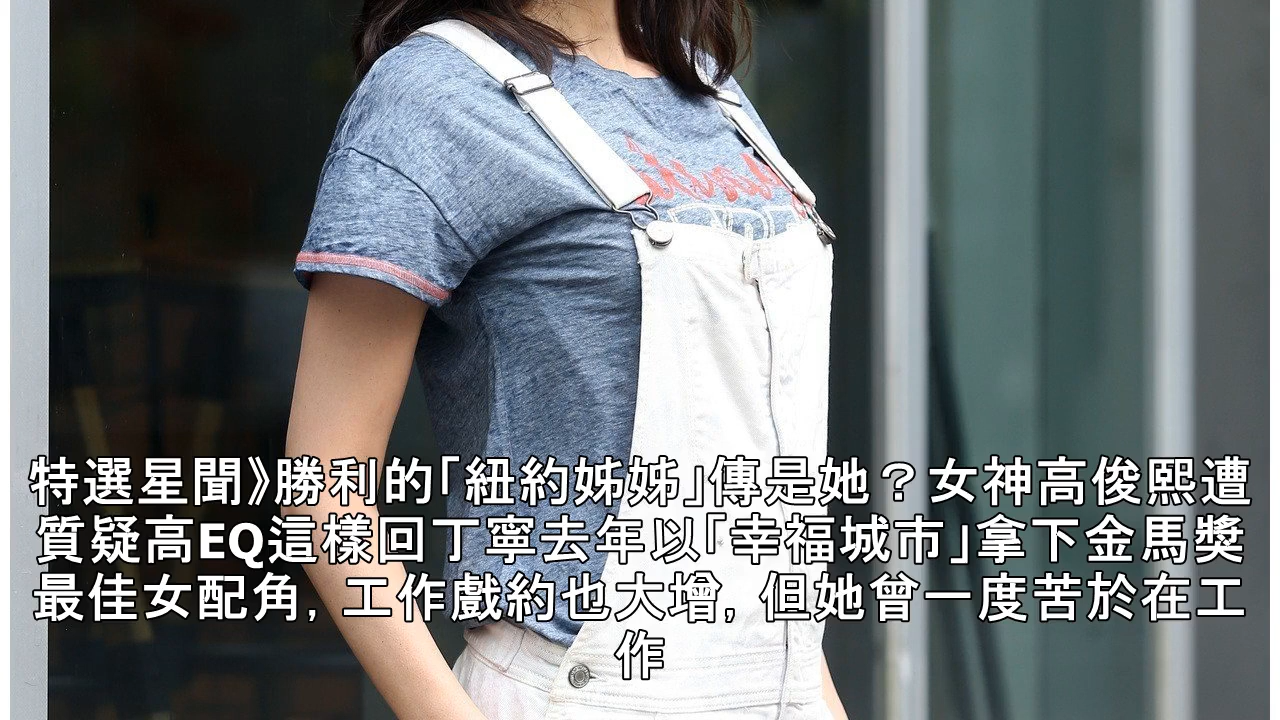 特選星聞》勝利的「紐約姊姊」傳是她？女神高俊熙遭
質疑高EQ這樣回丁寧去年以「幸福城市」拿下金馬獎
最佳女配角，工作戲約也大增，但她曾一度苦於在工
作